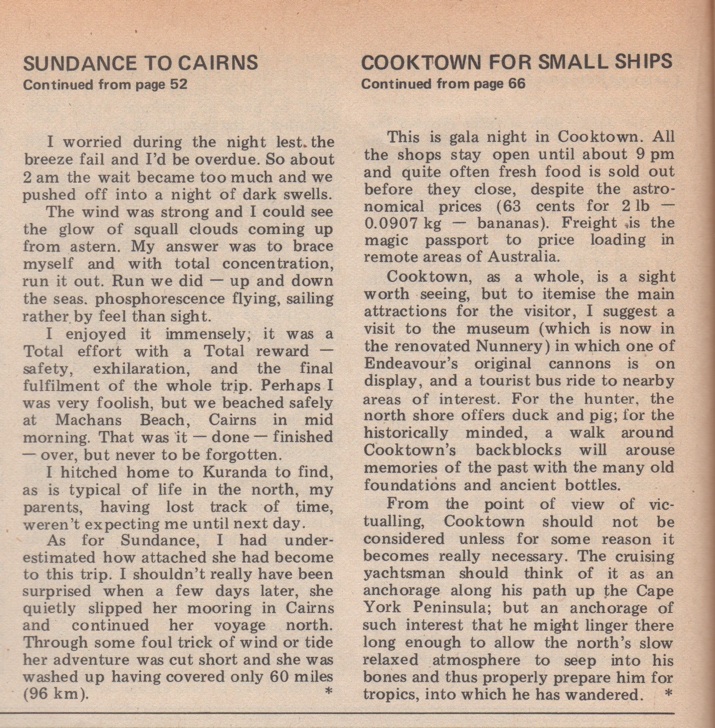 SUNDANCE TO CAIRNS
Continued from page 52
I worried during the night lest the
breeze fail and I'd be overdue. So about
2 am the wait became too much and we
pushed off into a night of dark swells.
The wind was strong and I could see
the glow of squall clouds coming up
from astern. My answer was to brace
myself and with total concentration,
run it out. Run we did — up and down
the seas. phosphorescence flying, sailing
rather by feel than sight.
I enjoyed it immensely; it was a
Total effort with a Total reward —
safety, exhilaration, and the final
fulfilment of the whole trip. Perhaps I
was very foolish, but we beached safely
at Machans Beach, Cairns in mid
morning. That was it — done — finished
— over, but never to be forgotten.
I hitched home to Kuranda to find,
as is typical of life in the north, my
parents, having lost track of time,
weren't expecting me until next day.
As for Sundance, I had under-
estimated how attached she had become
to this trip. I shouldn't really have been
surprised when a few days later, she
quietly slipped her mooring in Cairns
and continued her voyage north.
Through some foul trick of wind or tide
her adventure was cut short and she was
washed up having covered only 60 miles
(96 km). *
COOKTOWN FOR SMALL SHIPS
Continued from page 66
This is gala night in Cooktown. All
the shops stay open until about 9 pm
and quite often fresh food is sold out
before they close, despite the astro-
nomical prices (63 cents for 2 lb —
0.0907 kg — bananas). Freight is the
magic passport to price loading in
remote areas of Australia.
Cooktown, as a whole, is a sight
worth seeing, but to itemise the main
attractions for the visitor, I suggest a
visit to the museum (which is now in
the renovated Nunnery) in which one of
Endeavour's original cannons is on
display, and a tourist bus ride to nearby
areas of interest. For the hunter, the
north shore offers duck and pig; for the
historically minded, a walk around
Cooktown's backblocks will arouse
memories of the past with the many old
foundations and ancient bottles.
From the point of view of vic-
tualling, Cooktown should not be
considered unless for some reason it
becomes really necessary. The cruising
yachtsman should think of it as an
anchorage along his path up the Cape
York Peninsula; but an anchorage of
such interest that he might linger there
long enough to allow the north's slow
relaxed atmosphere to seep into his
bones and thus properly prepare him for
tropics, into which he has wandered. *